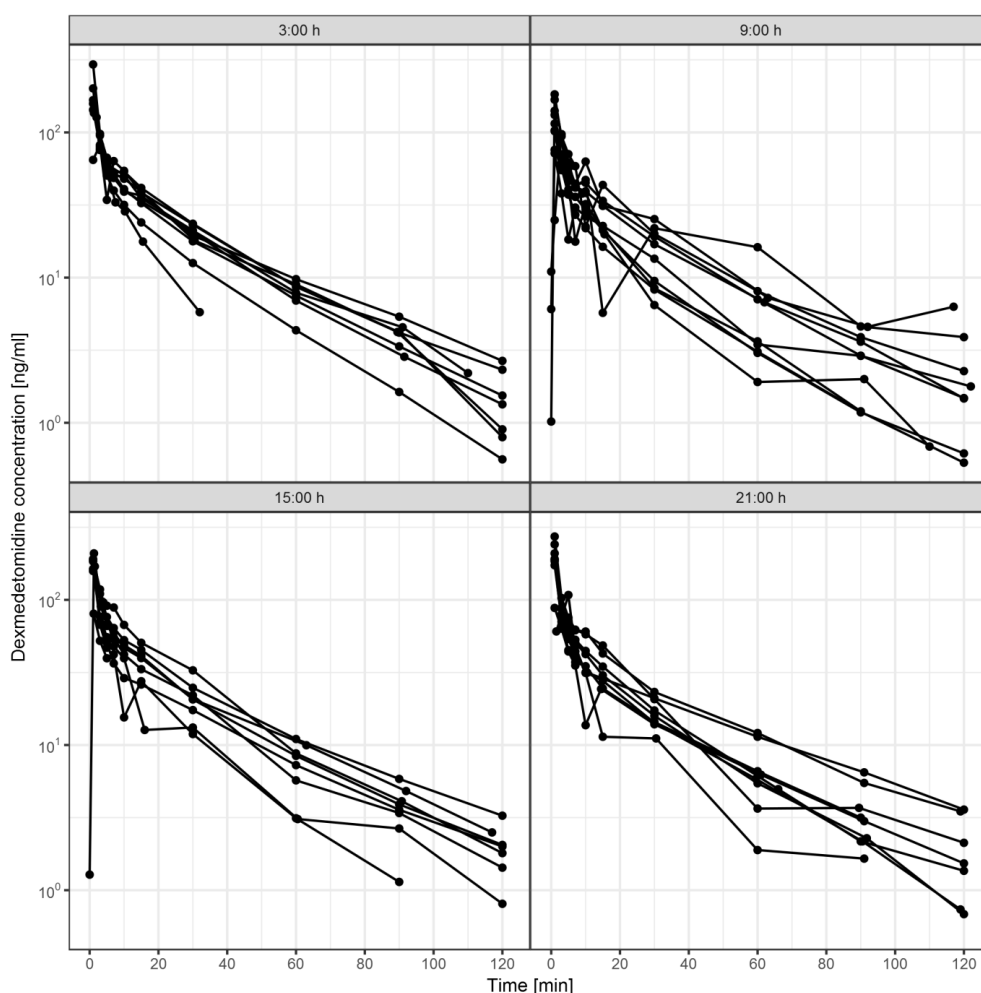 3:00 h
9:00 h
10²
10¹
10⁰
15:00 h
21:00 h
10²
10¹
10⁰
0 20 40 60 80 100 120
0 20 40 60 80 100 120
Dexmedetomidine concentration [ng/ml]
Time [min]